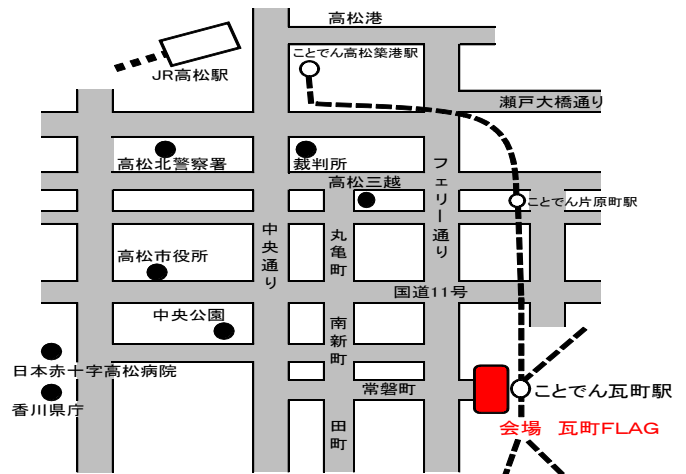 高松港
ことでん高松築港駅
JR高松駅
瀬戸大橋通り
高松北警察署
裁判所
フェリー通り
高松三越
ことでん片原町駅
中央通り
丸亀町
高松市役所
国道11号
中央公園
南新町
日本赤十字高松病院
常磐町
ことでん瓦町駅
香川県庁
田町
会場 瓦町FLAG